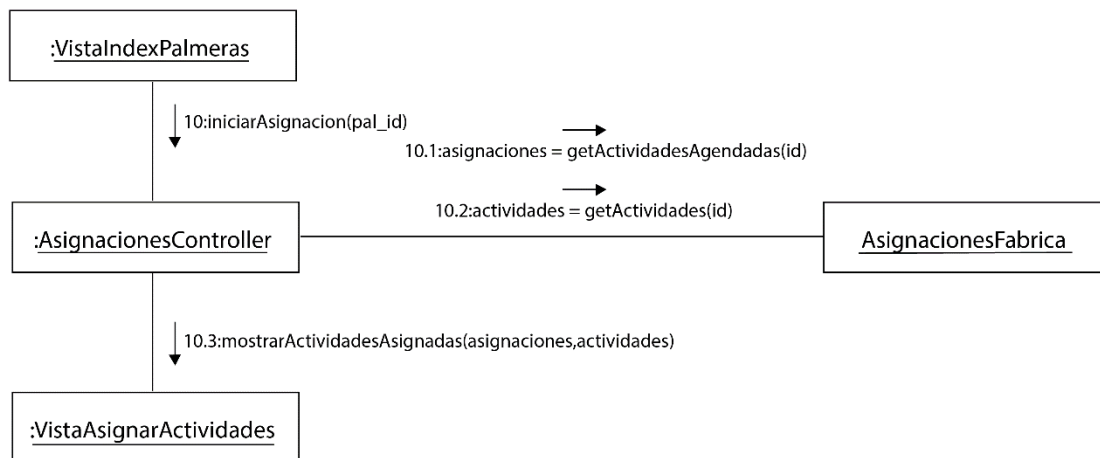 :VistaIndexPalmeras
10:iniciarAsignacion(pal_id)
10.1:asignaciones = getActividadesAgendadas(id)
10.2:actividades = getActividades(id)
:AsignacionesController
AsignacionesFabrica
10.3:mostrarActividadesAsignadas(asignaciones,actividades)
:VistaAsignarActividades